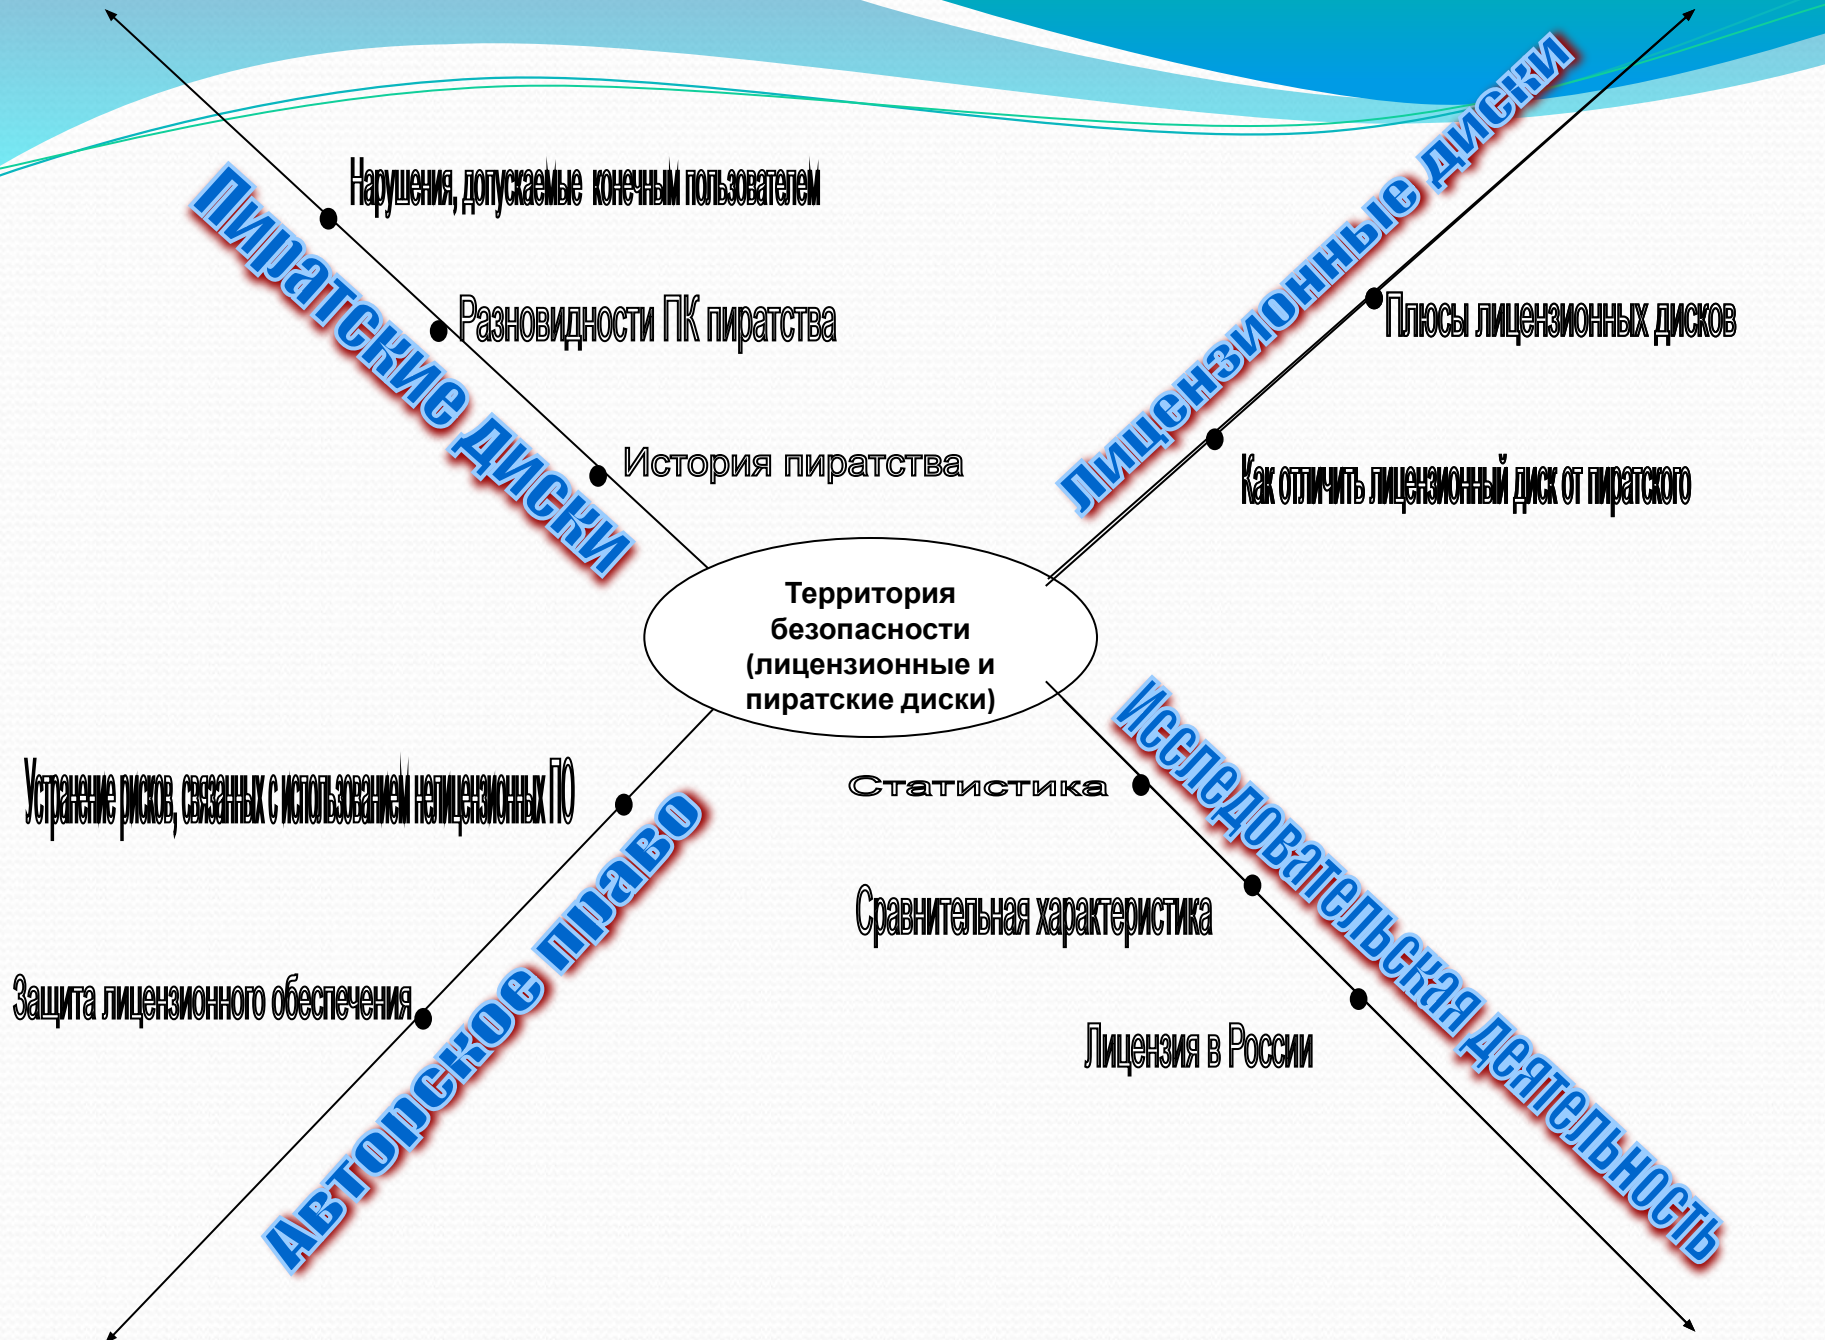 Пиратские диски
Нарушения, допускаемые конечным пользователем
Разновидности ПК пиратства
История пиратства
Лицензионные диски
Плюсы лицензионных дисков
Как отличить лицензионный диск от пиратского
Территория
безопасности
(лицензионные и
пиратские диски)
Устранение рисков, связанных с использованием нелицензионных ПО
Защита лицензионного обеспечения
Авторское право
Статистика
Сравнительная характеристика
Лицензия в России
Исследовательская деятельность